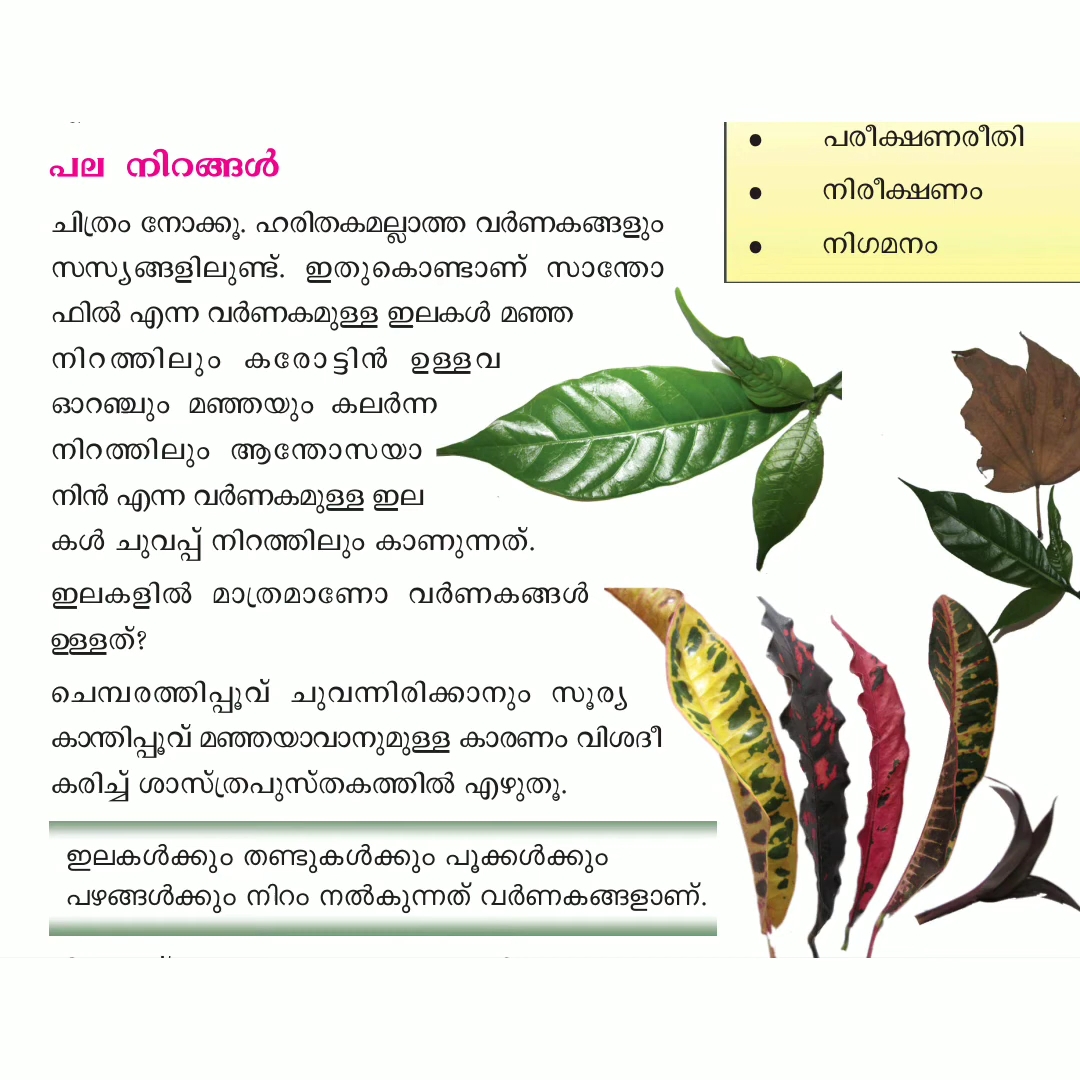 പല നിറങ്ങൾ
ചിത്രം നോക്കൂ. ഹരിതകമല്ലാത്ത വർണകങ്ങളും
സസ്യങ്ങളിലുണ്ട്. ഇതുകൊണ്ടാണ് സാന്തോ
ഫിൽ എന്ന വർണകമുള്ള ഇലകൾ മഞ്ഞ
നിറത്തിലും കരോട്ടിൻ ഉള്ളവ
ഓറഞ്ചും മഞ്ഞയും കലർന്ന
നിറത്തിലും ആന്തോസയാ
നിൻ എന്ന വർണകമുള്ള ഇല
കൾ ചുവപ്പ് നിറത്തിലും കാണുന്നത്.
ഇലകളിൽ മാത്രമാണോ വർണകങ്ങൾ
ഉള്ളത്?
ചെമ്പരത്തിപ്പൂവ് ചുവന്നിരിക്കാനും സൂര്യ
കാന്തിപ്പൂവ് മഞ്ഞയാവാനുമുള്ള കാരണം വിശദീ
കരിച്ച് ശാസ്ത്രപുസ്തകത്തിൽ എഴുതൂ.
ഇലകൾക്കും തണ്ടുകൾക്കും പൂക്കൾക്കും
പഴങ്ങൾക്കും നിറം നൽകുന്നത് വർണകങ്ങളാണ്.
• പരീക്ഷണരീതി
• നിരീക്ഷണം
• നിഗമനം